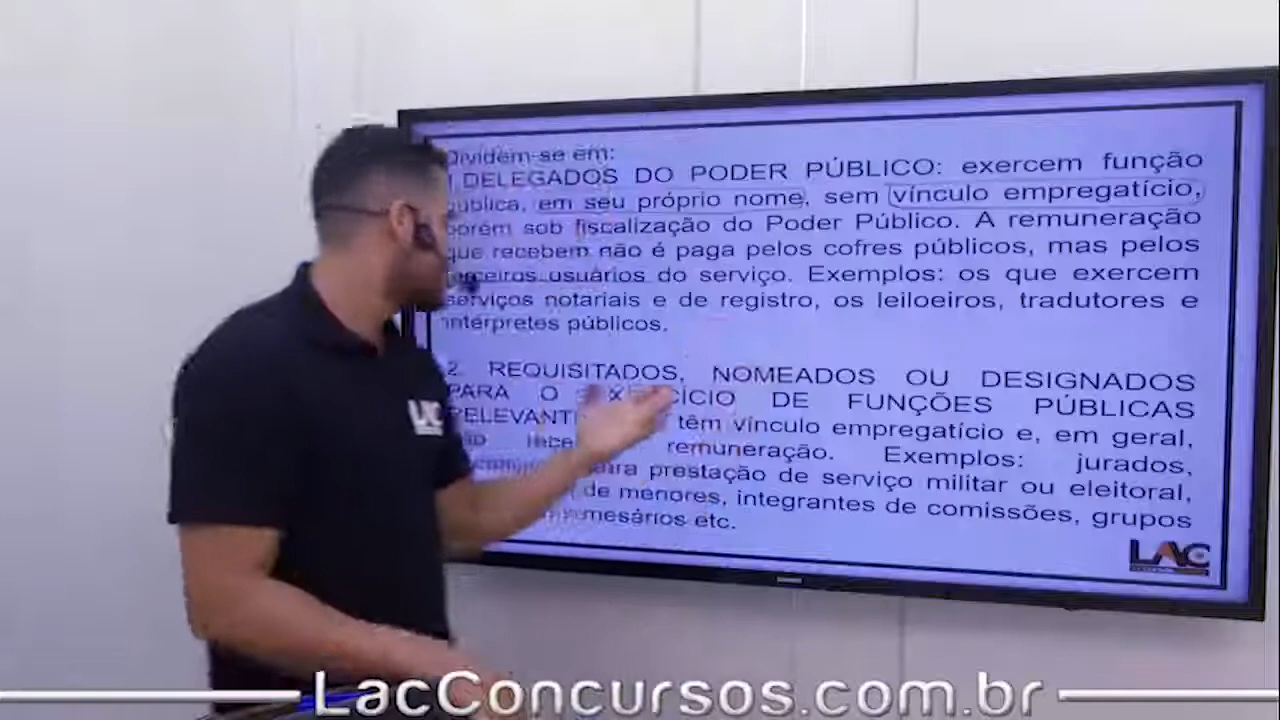 Dividem-se em:
DELEGADOS DO PODER PÚBLICO: exercem função
pública, em seu próprio nome, sem vínculo empregatício,
porém sob fiscalização do Poder Público. A remuneração
que recebem não é paga pelos cofres públicos, mas pelos
terceiros usuários do serviço. Exemplos: os que exercem
serviços notariais e de registro, os leiloeiros, tradutores e
intérpretes públicos.
2. REQUISITADOS, NOMEADOS OU DESIGNADOS
PARA O EXERCÍCIO DE FUNÇÕES PÚBLICAS
têm vínculo empregatício e, em geral,
remuneração. Exemplos: jurados,
para prestação de serviço militar ou eleitoral,
de menores, integrantes de comissões, grupos
mesários etc.
LAC
LAC
LacConcursos.com.br